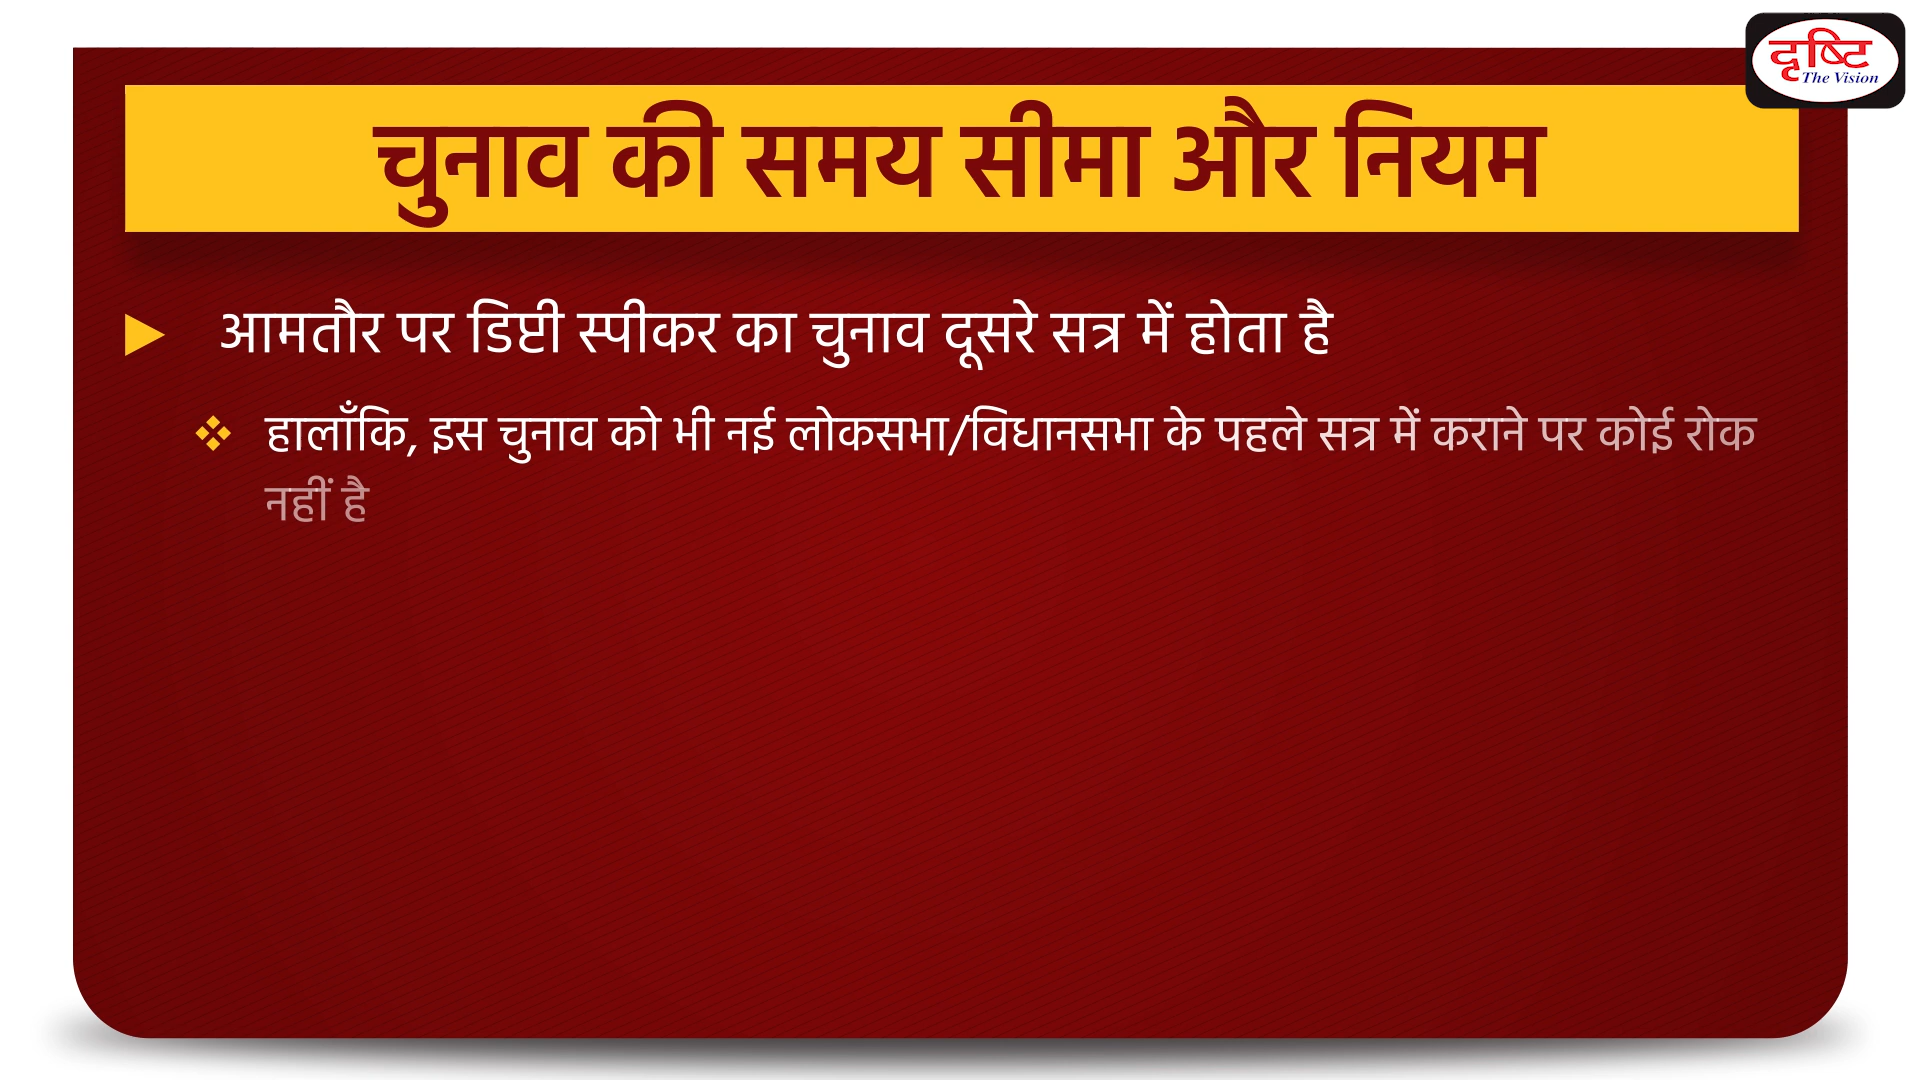 दृष्टि
The Vision
चुनाव की समय सीमा और नियम
आमतौर पर डिप्टी स्पीकर का चुनाव दूसरे सत्र में होता है
हालाँकि, इस चुनाव को भी नई लोकसभा/विधानसभा के पहले सत्र में कराने पर कोई रोक
नहीं है